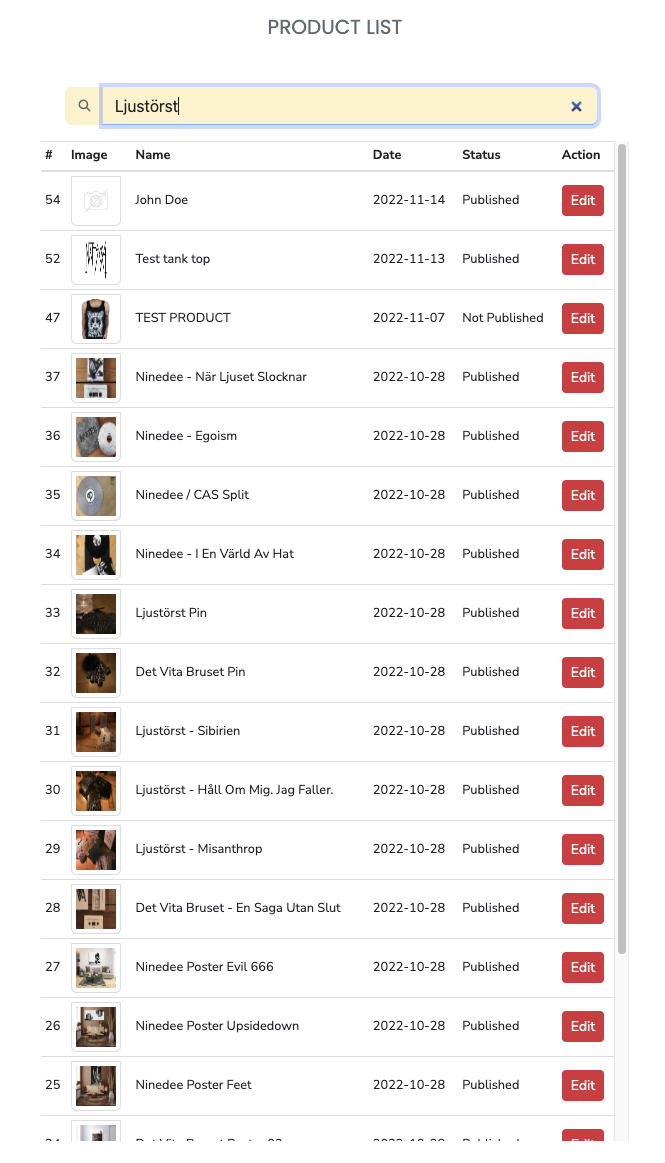 PRODUCT LIST
Ljustörst
# Image Name Date Status Action
54 John Doe 2022-11-14 Published Edit
52 Test tank top 2022-11-13 Published Edit
47 TEST PRODUCT 2022-11-07 Not Published Edit
37 Ninedee - När Ljuset Slocknar 2022-10-28 Published Edit
36 Ninedee - Egoism 2022-10-28 Published Edit
35 Ninedee / CAS Split 2022-10-28 Published Edit
34 Ninedee - I En Värld Av Hat 2022-10-28 Published Edit
33 Ljustörst Pin 2022-10-28 Published Edit
32 Det Vita Bruset Pin 2022-10-28 Published Edit
31 Ljustörst - Sibirien 2022-10-28 Published Edit
30 Ljustörst - Håll Om Mig. Jag Faller. 2022-10-28 Published Edit
29 Ljustörst - Misanthrop 2022-10-28 Published Edit
28 Det Vita Bruset - En Saga Utan Slut 2022-10-28 Published Edit
27 Ninedee Poster Evil 666 2022-10-28 Published Edit
26 Ninedee Poster Upsidedown 2022-10-28 Published Edit
25 Ninedee Poster Feet 2022-10-28 Published Edit